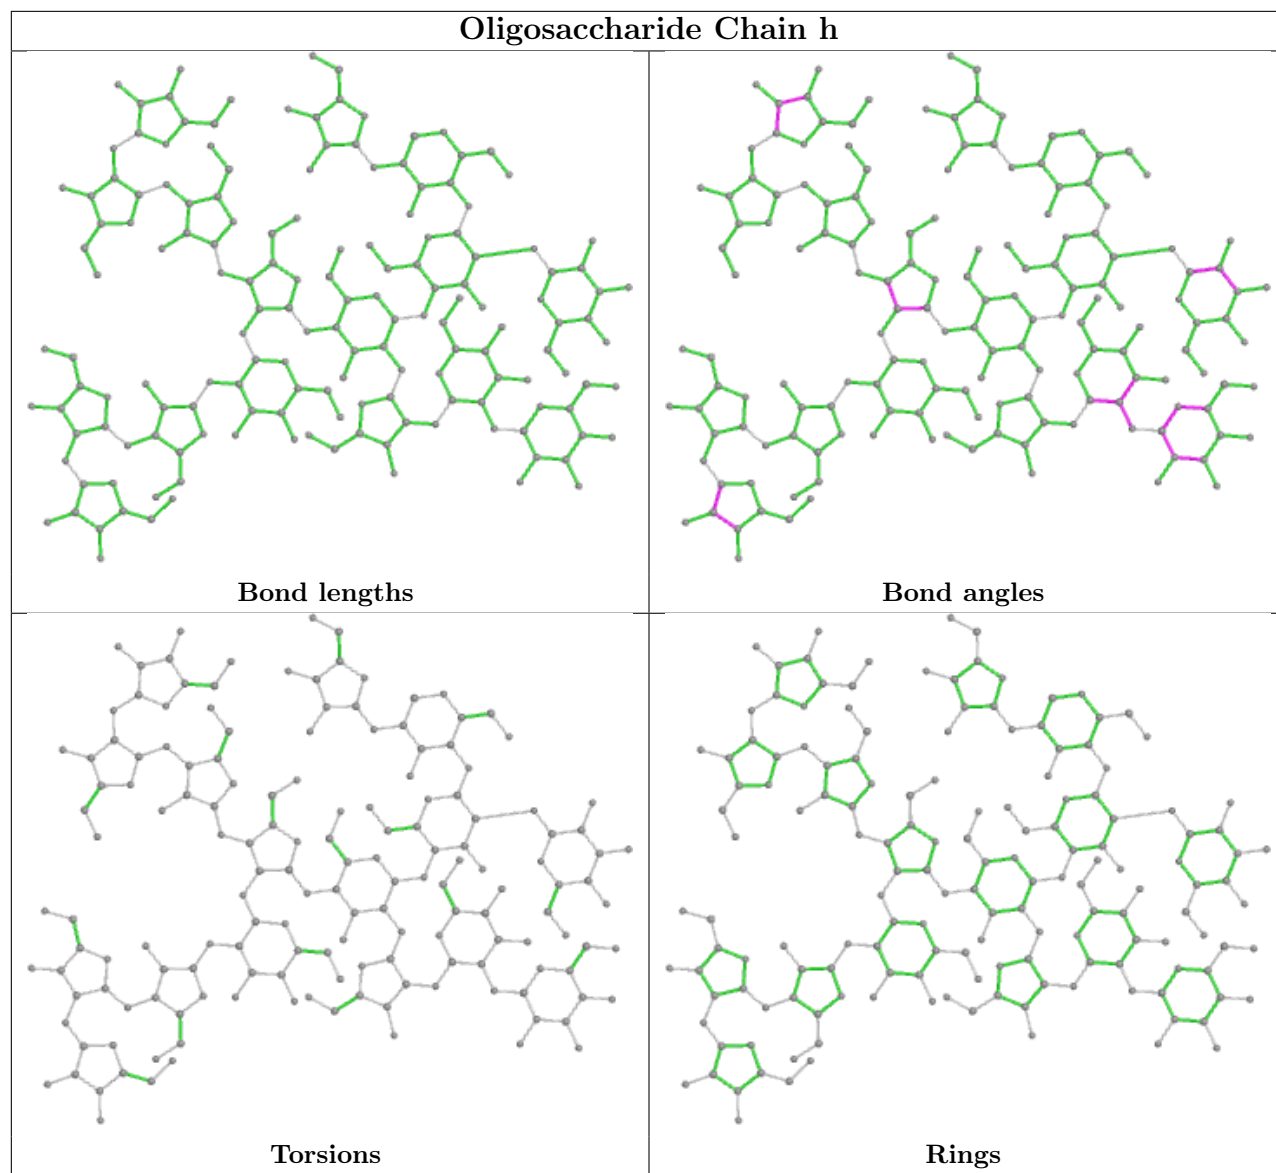 Oligosaccharide Chain h
Bond lengths
Bond angles
Torsions
Rings